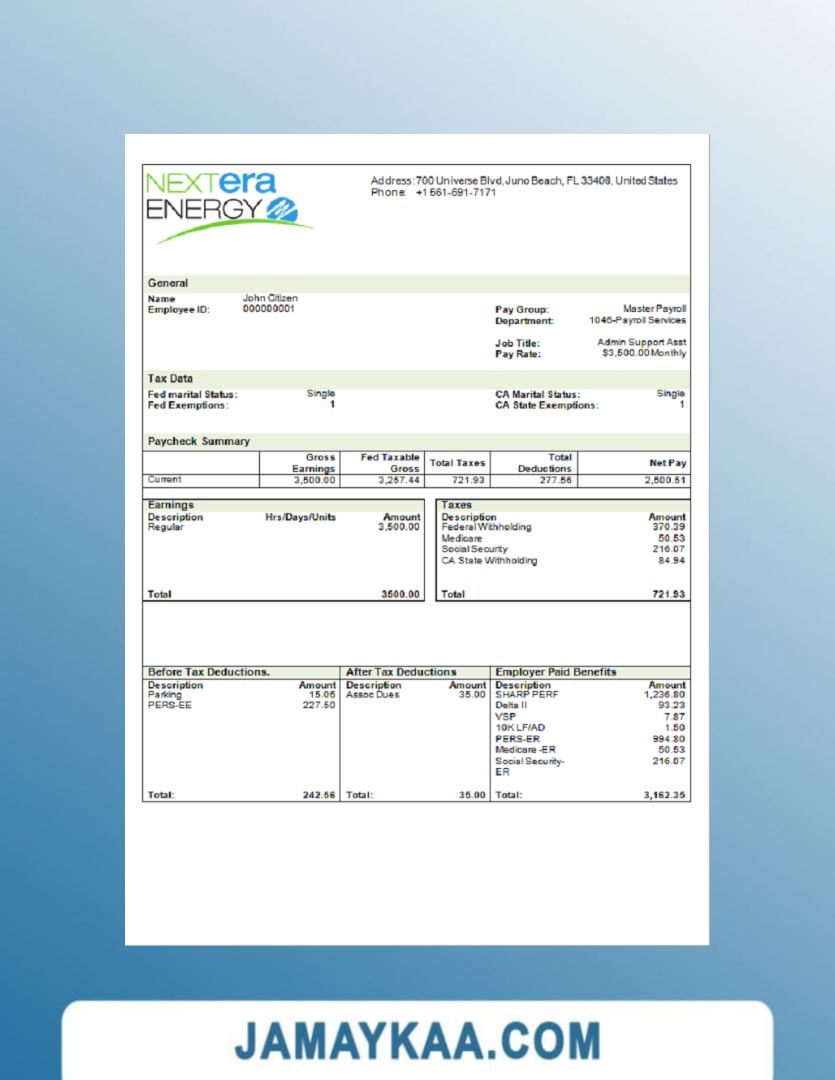 NEXTera
ENERGY
Address: 700 Universe Blvd, Juno Beach, FL 33408, United States
Phone: +1 561-691-7171
General
Name John Citizen
Employee ID: 000000001
Pay Group: Master Payroll
Department: 1046-Payroll Services
Job Title: Admin Support Asst
Pay Rate: $3,500.00 Monthly
Tax Data
Fed marital Status: Single CA Marital Status: Single
Fed Exemptions: 1 CA State Exemptions: 1
Paycheck Summary
Gross Earnings Fed Taxable Gross Total Taxes Total Deductions Net Pay
Current 3,500.00 3,257.44 721.93 277.56 2,500.51
Earnings
Description Hrs/Days/Units Amount
Regular 3,500.00
Total 3500.00
Taxes
Description Amount
Federal Withholding 370.39
Medicare 50.53
Social Security 216.07
CA State Withholding 84.94
Total 721.93
Before Tax Deductions.
Description Amount
Parking 15.06
PERS-EE 227.50
Total: 242.56
After Tax Deductions
Description Amount
Assoc Dues 35.00
Total: 35.00
Employer Paid Benefits
Description Amount
SHARP PERF 1,236.80
Delta II 93.23
VSP 7.87
10K LF/AD 1.50
PERS-ER 994.80
Medicare -ER 50.53
Social Security- 216.07
ER
Total: 3,162.35
JAMAYKAA.COM